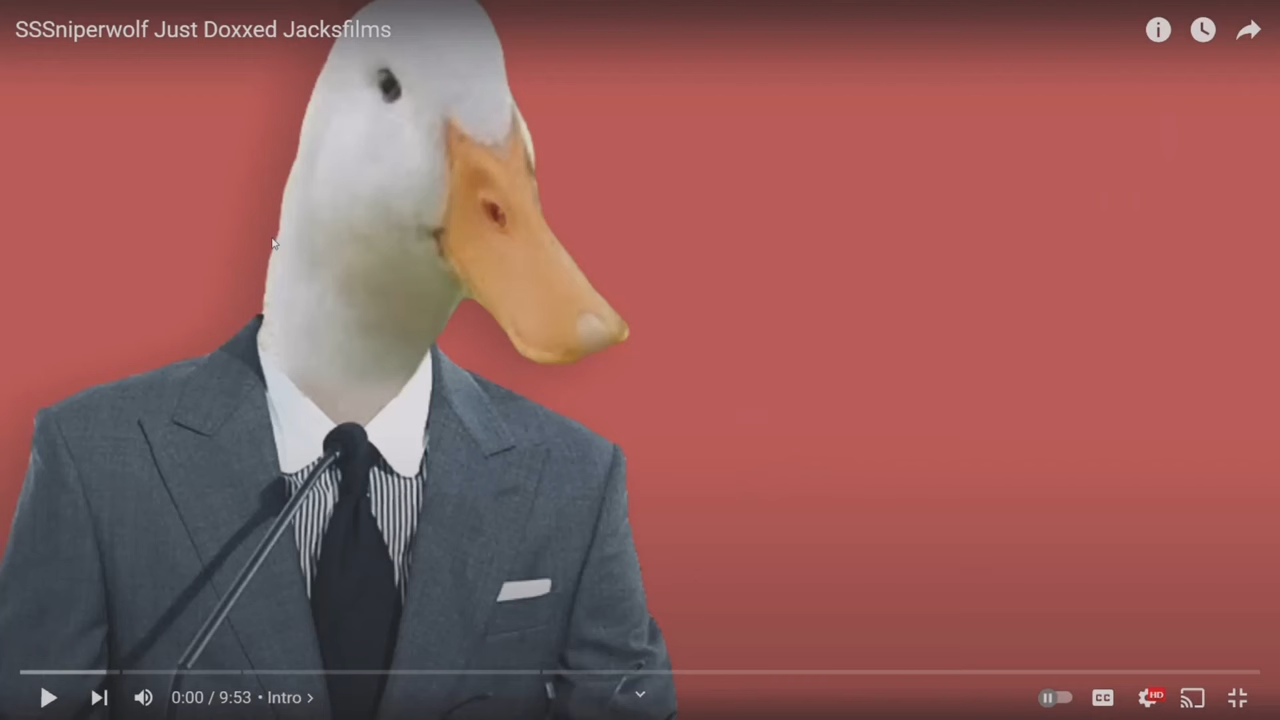 SSSniperwolf Just Doxxed Jacksfilms
0:00 / 9:53 • Intro ›
CC
HD